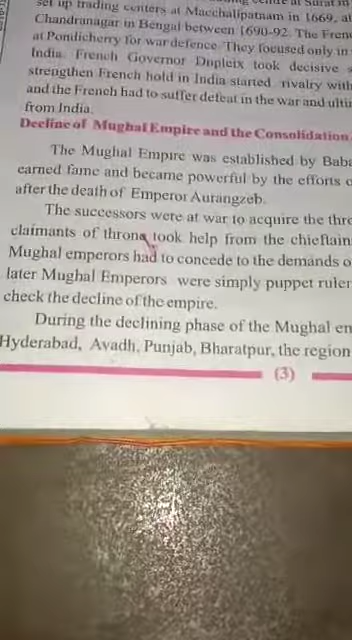 set up trading centers at Macchalipatnam in 1669, at
Chandranagar in Bengal between 1690-92. The Fren
at Pondicherry for war defence. They focused only in
India. French Governor Dupleix took decisive s
strengthen French hold in India started rivalry with
and the French had to suffer defeat in the war and ulti
from India.
Decline of Mughal Empire and the Consolidation
The Mughal Empire was established by Baba
earned fame and became powerful by the efforts o
after the death of Emperor Aurangzeb.
The successors were at war to acquire the thro
claimants of throne took help from the chieftain
Mughal emperors had to concede to the demands o
later Mughal Emperors were simply puppet ruler
check the decline of the empire.
During the declining phase of the Mughal em
Hyderabad, Avadh, Punjab, Bharatpur, the region
(3)